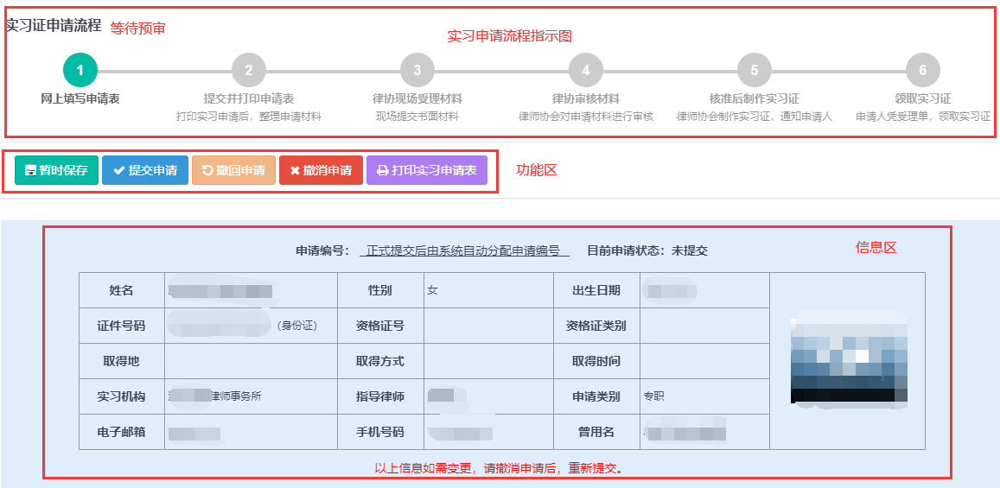 实习证申请流程 等待预审
实习申请流程指示图
1 2 3 4 5 6
网上填写申请表 提交并打印申请表 律协现场受理材料 律协审核材料 核准后制作实习证 领取实习证
打印实习申请后，整理申请材料 现场提交书面材料 律师协会对申请材料进行审核 律师协会制作实习证，通知申请人 申请人凭受理单，领取实习证
暂时保存 提交申请 撤回申请 撤消申请 打印实习申请表 功能区
申请编号： 正式提交后由系统自动分配申请编号 目前申请状态：未提交 信息区
姓名 性别 女 出生日期
证件号码 （身份证） 资格证号 资格证类别
取得地 取得方式 取得时间
实习机构 律师事务所 指导律师 申请类别 专职
电子邮箱 手机号码 曾用名
以上信息如需变更，请撤消申请后，重新提交。